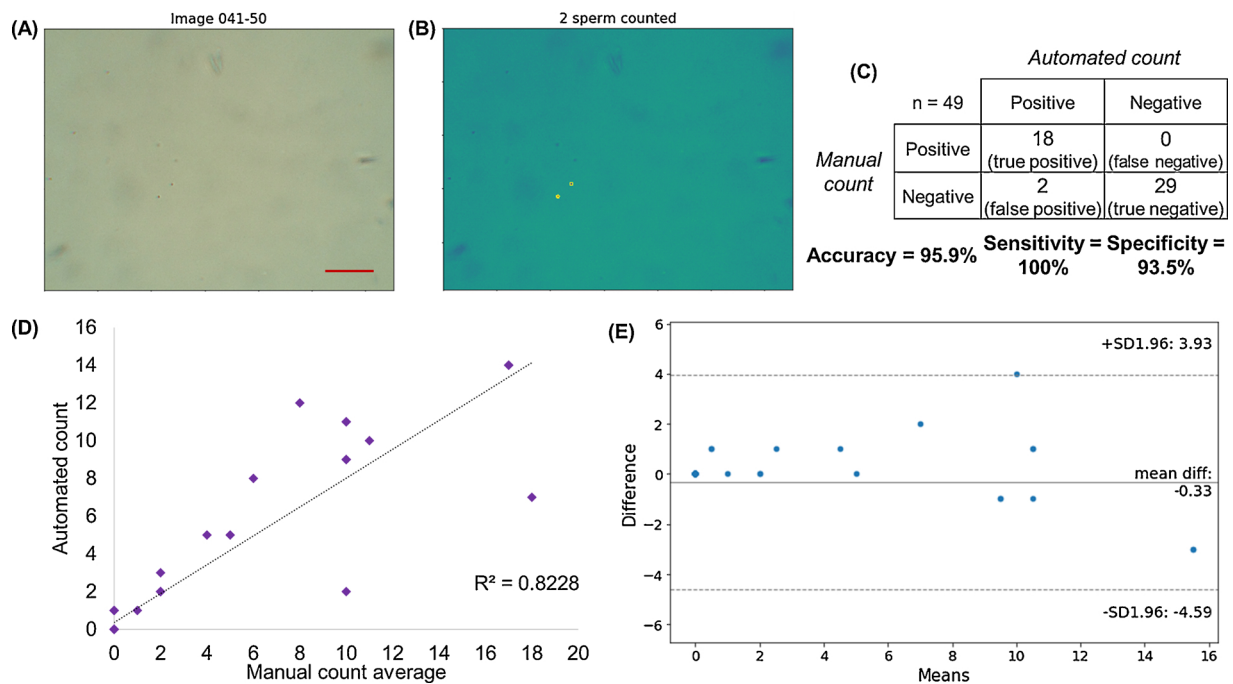 (A)
Image 041-50
(B)
2 sperm counted
(C)
Automated count
n = 49
Positive
Negative
Manual
count
Positive
18
(true positive)
0
(false negative)
Negative
2
(false positive)
29
(true negative)
Accuracy = 95.9%
Sensitivity =
100%
Specificity =
93.5%
(D)
Automated count
16
14
12
10
8
6
4
2
0
R² = 0.8228
0 2 4 6 8 10 12 14 16 18 20
Manual count average
(E)
Difference
6
4
2
0
−2
−4
−6
+SD1.96: 3.93
mean diff:
-0.33
-SD1.96: -4.59
0 2 4 6 8 10 12 14 16
Means